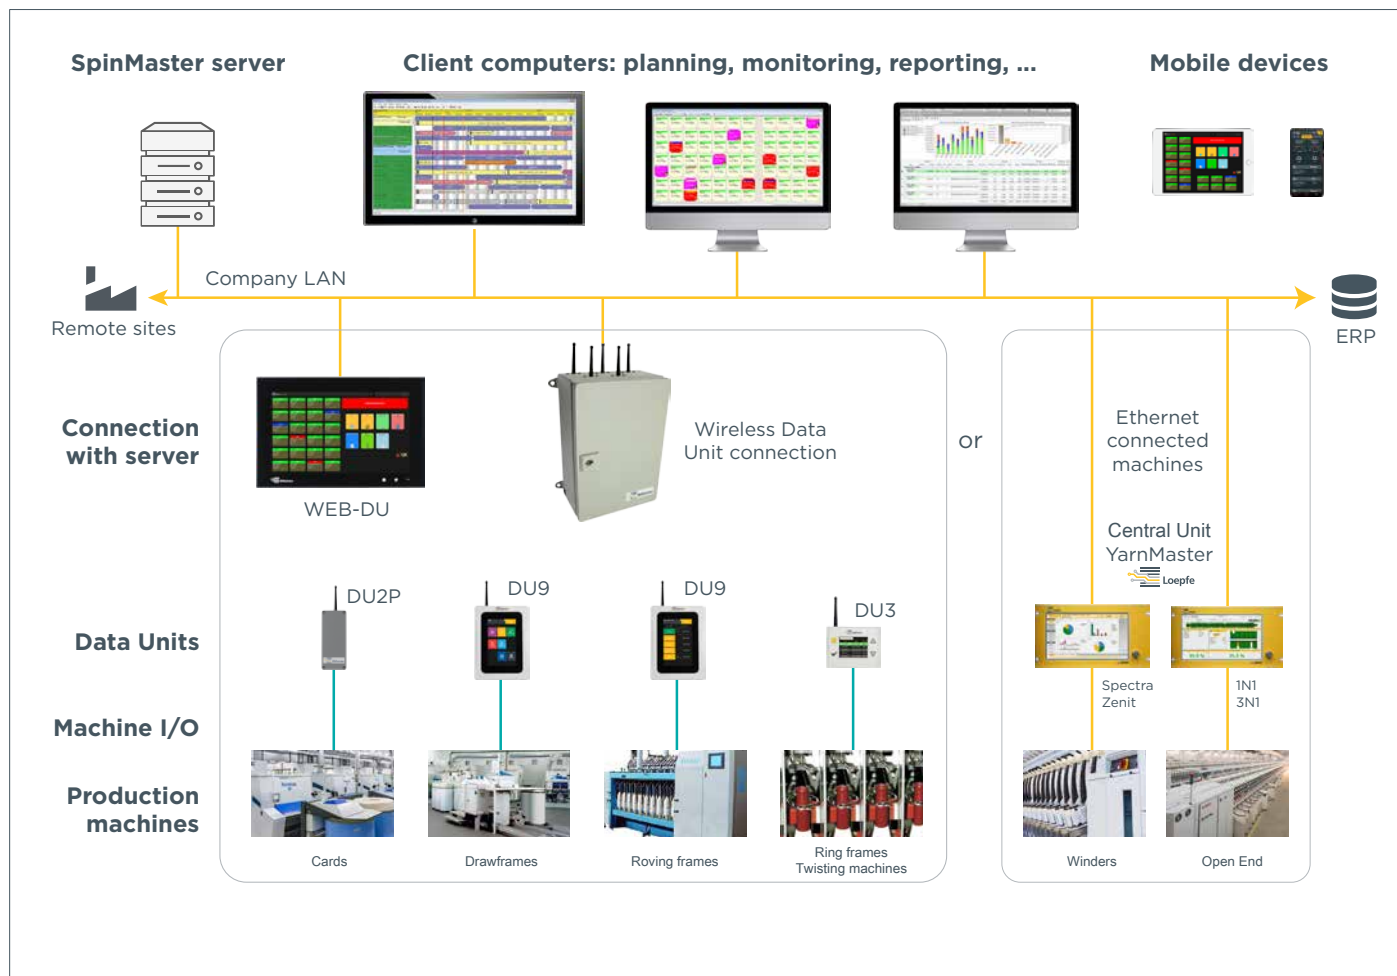 SpinMaster server
Client computers: planning, monitoring, reporting, ...
Mobile devices
Company LAN
Remote sites
ERP
Connection
with server
WEB-DU
Wireless Data
Unit connection
or
Ethernet
connected
machines
Central Unit
YarnMaster
Loepfe
Data Units
DU2P
DU9
DU9
DU3
Spectra
Zenit
1N1
3N1
Machine I/O
Production
machines
Cards
Drawframes
Roving frames
Ring frames
Twisting machines
Winders
Open End